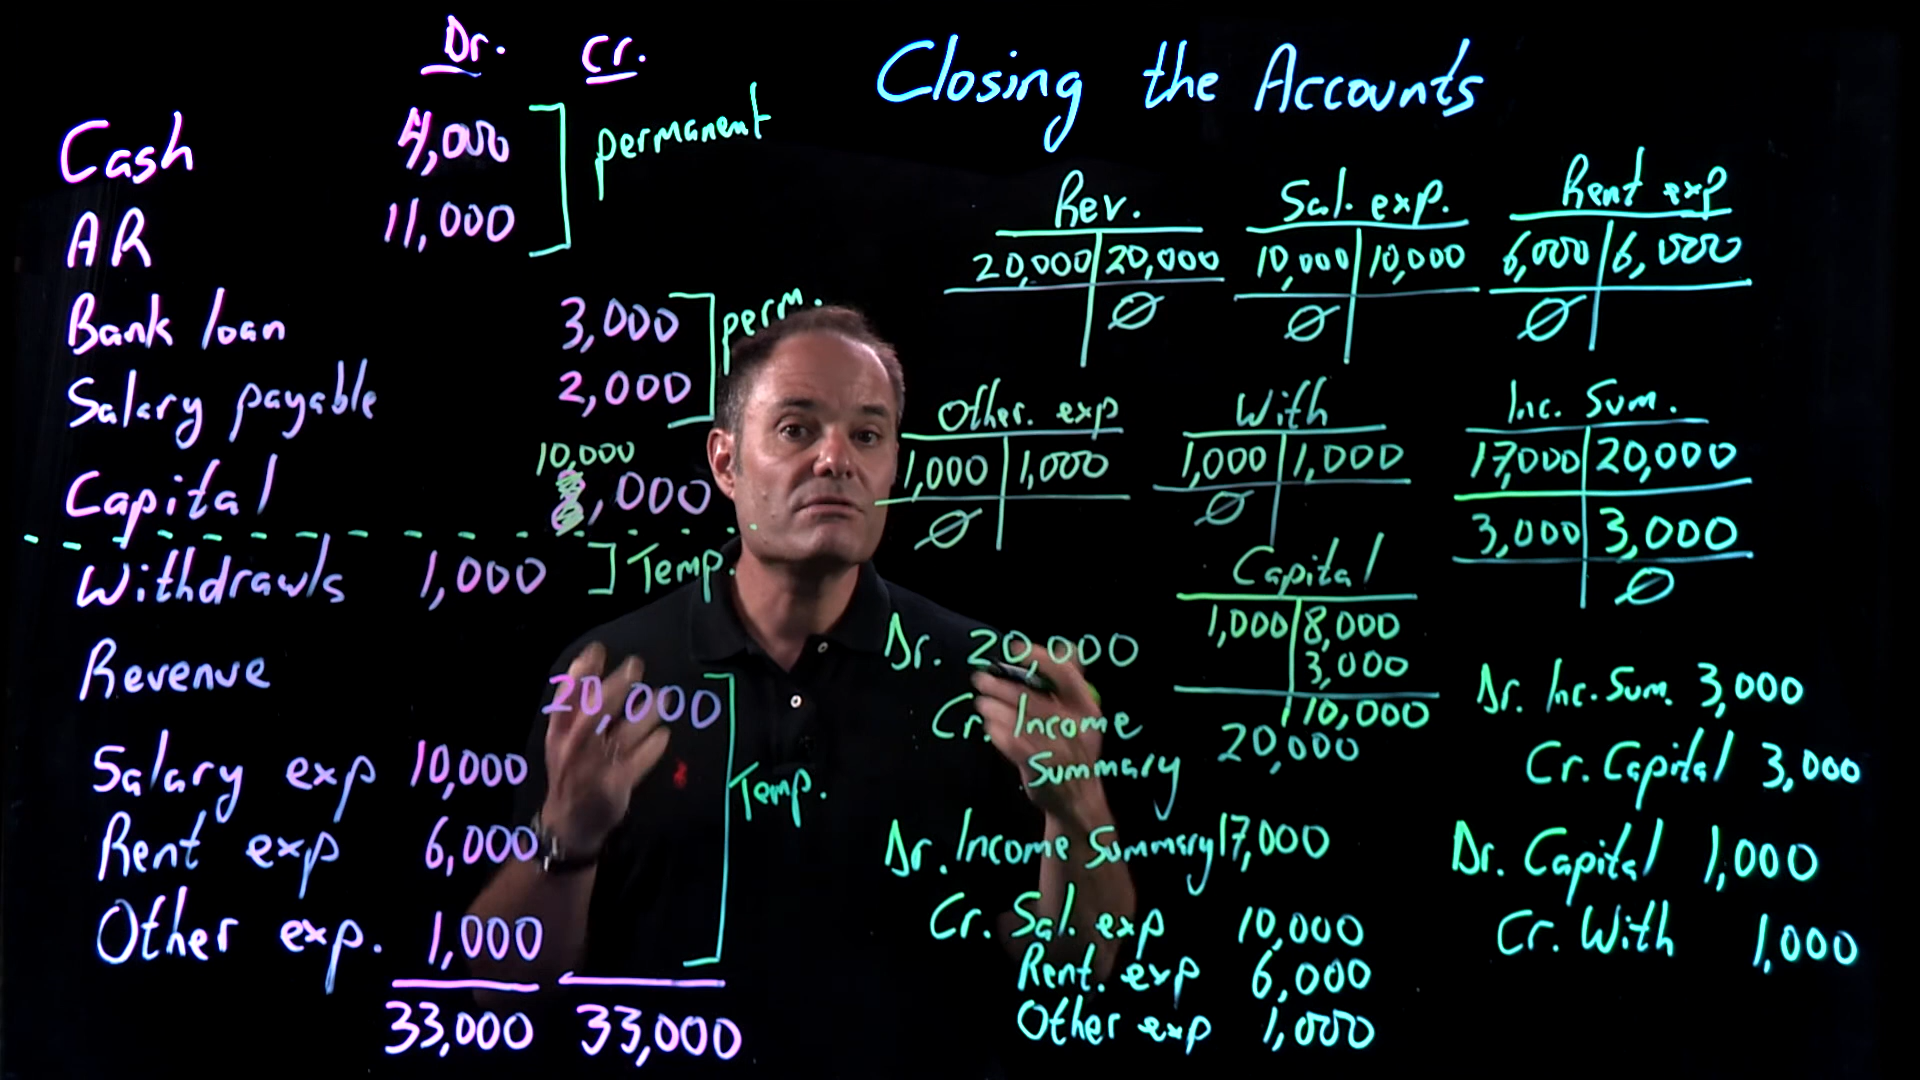 Dr. Cr.
Cash 4,000
permanent
AR 11,000
Bank loan 3,000
perm.
Salary payable 2,000
10,000
Capital 8,000
Withdrawls 1,000 Temp.
Revenue 20,000
Salary exp 10,000
Temp.
Rent exp 6,000
Other exp. 1,000
33,000 33,000
Closing the Accounts
Rev.
20,000 20,000
Ø
Sal. exp.
10,000 10,000
Ø
Rent exp
6,000 6,000
Ø
Other. exp
1,000 1,000
Ø
With
1,000 1,000
Ø
Inc. Sum.
17,000 20,000
3,000 3,000
Ø
Capital
1,000 8,000
3,000
10,000
Dr. 20,000
Cr. Income
Summary 20,000
Dr. Income Summary 17,000
Cr. Sal. exp 10,000
Rent. exp 6,000
Other exp 1,000
Dr. Inc. Sum. 3,000
Cr. Capital 3,000
Dr. Capital 1,000
Cr. With 1,000